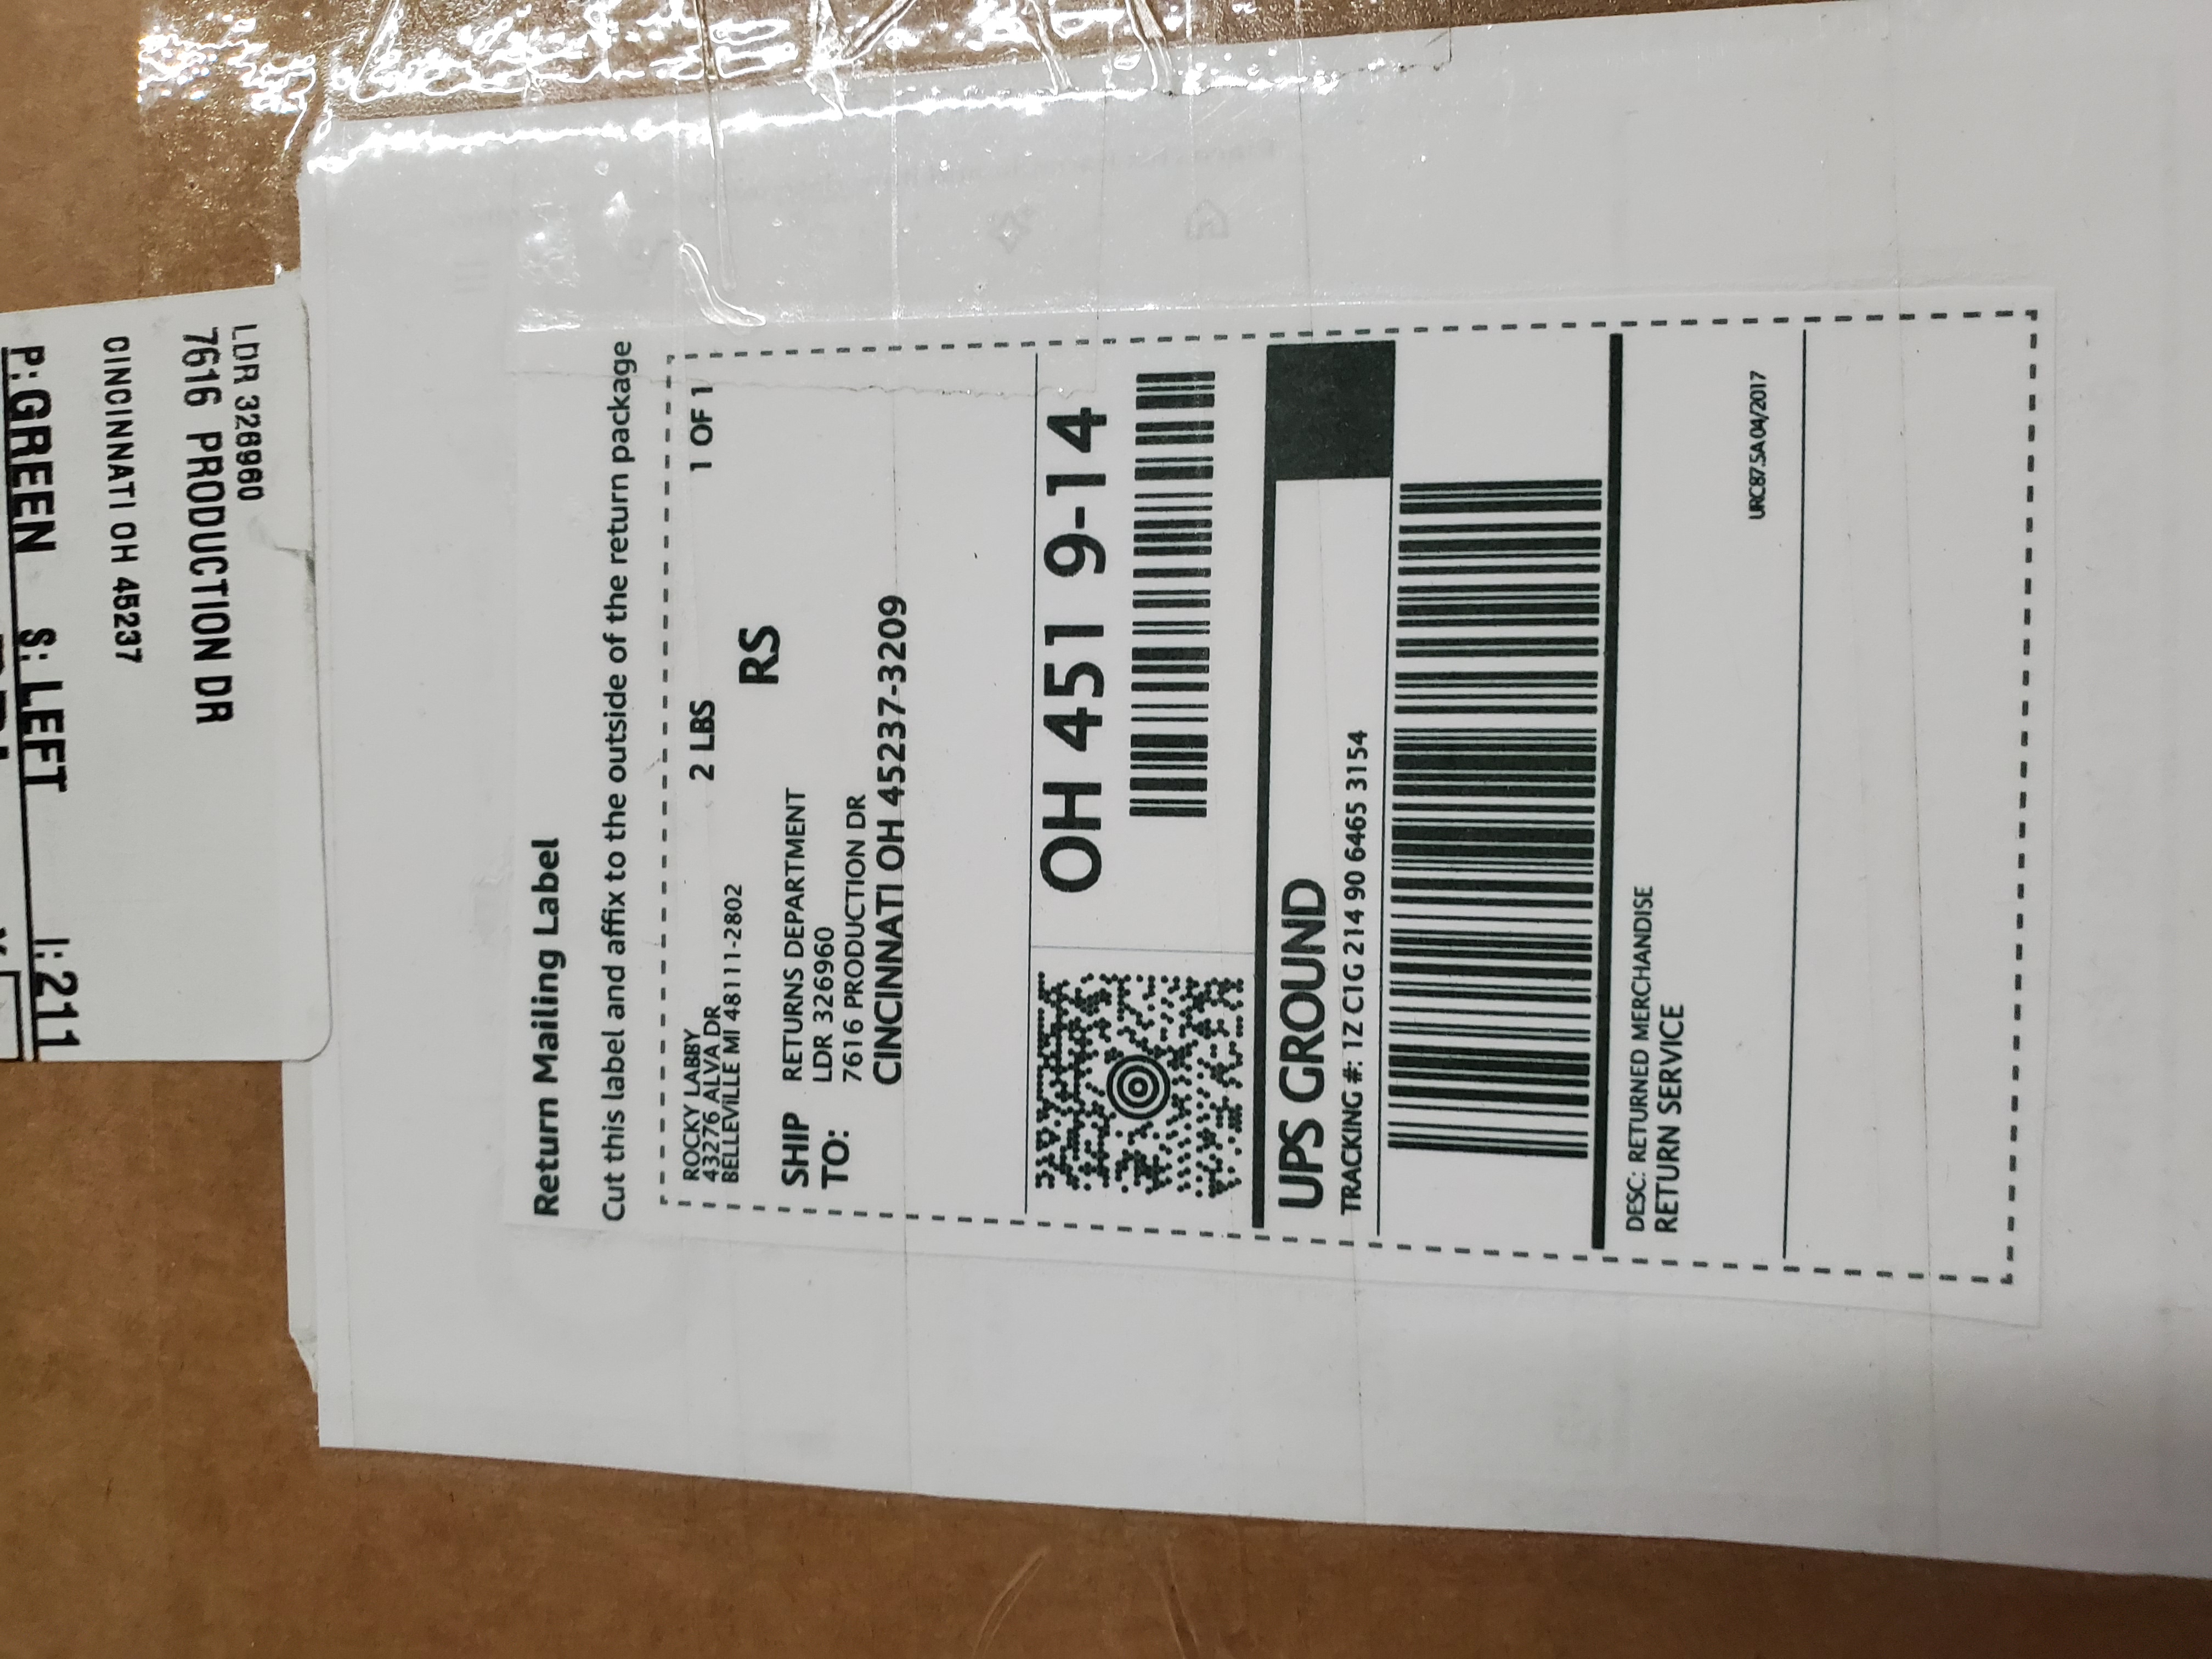 LDR 326960
7616 PRODUCTION DR
CINCINNATI OH 45237
P:GREEN S:LEFT I:211
Return Mailing Label
Cut this label and affix to the outside of the return package
ROCKY LABBY 2 LBS 1 OF 1
43276 ALVA DR
BELLEVILLE MI 48111-2802
RS
SHIP RETURNS DEPARTMENT
TO: LDR 326960
7616 PRODUCTION DR
CINCINNATI OH 45237-3209
OH 451 9-14
UPS GROUND
TRACKING #: 1Z C1G 214 90 6465 3154
DESC: RETURNED MERCHANDISE
RETURN SERVICE
URC87.5A 04/2017